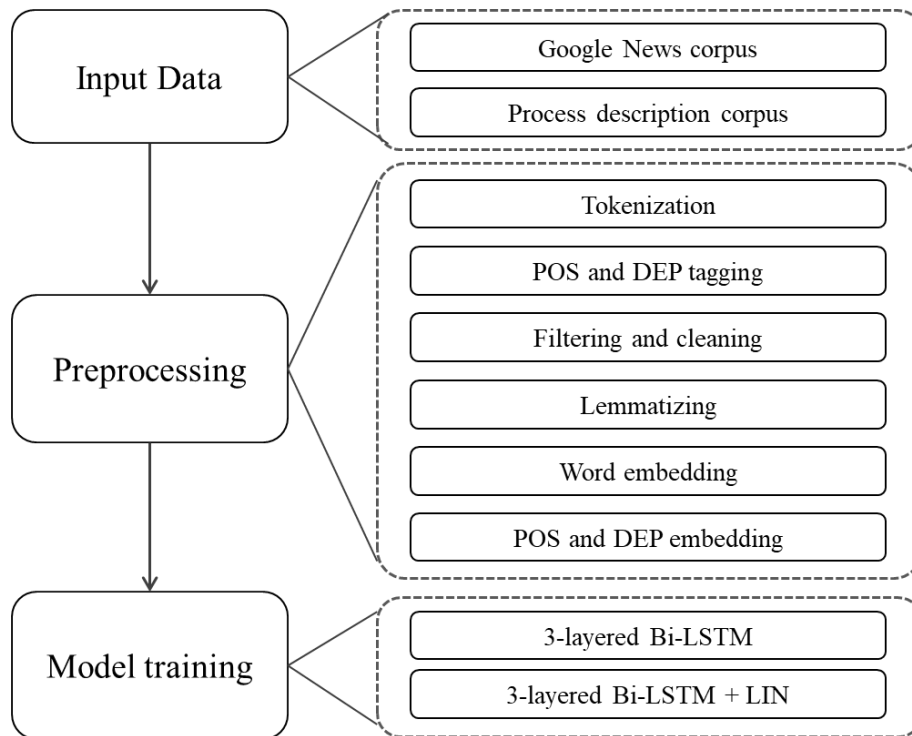 Input Data
Google News corpus
Process description corpus
Preprocessing
Tokenization
POS and DEP tagging
Filtering and cleaning
Lemmatizing
Word embedding
POS and DEP embedding
Model training
3-layered Bi-LSTM
3-layered Bi-LSTM + LIN